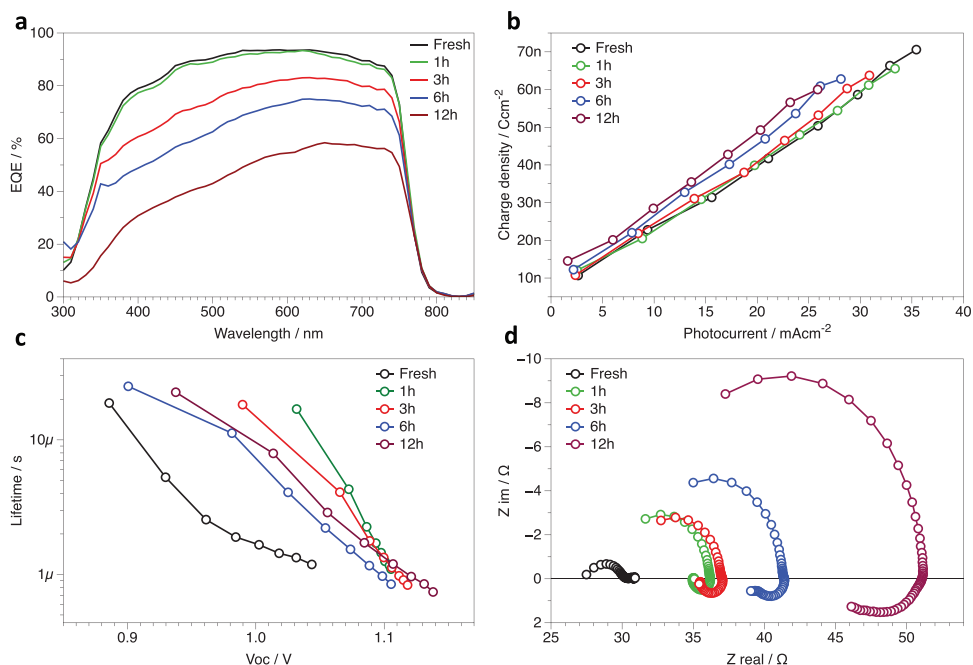 a
EQE / %
100
80
60
40
20
0
300
400
500
600
700
800
Wavelength / nm
Fresh
1h
3h
6h
12h
b
Charge density / Ccm-2
70n
60n
50n
40n
30n
20n
10n
0
5
10
15
20
25
30
35
40
Photocurrent / mAcm-2
Fresh
1h
3h
6h
12h
c
Lifetime / s
10µ
1µ
0.9
1.0
1.1
Voc / V
Fresh
1h
3h
6h
12h
d
Z im / Ω
−10
−8
−6
−4
−2
0
2
25
30
35
40
45
50
Z real / Ω
Fresh
1h
3h
6h
12h